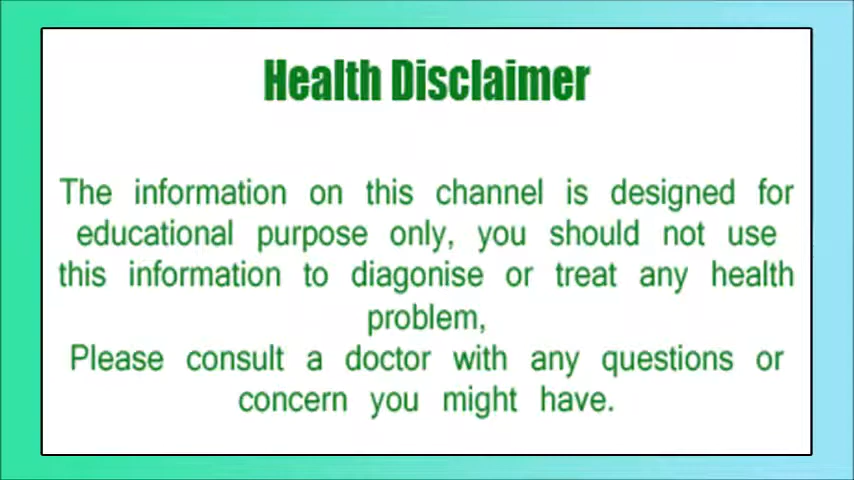 Health Disclaimer
The information on this channel is designed for
educational purpose only, you should not use
this information to diagonise or treat any health
problem,
Please consult a doctor with any questions or
concern you might have.